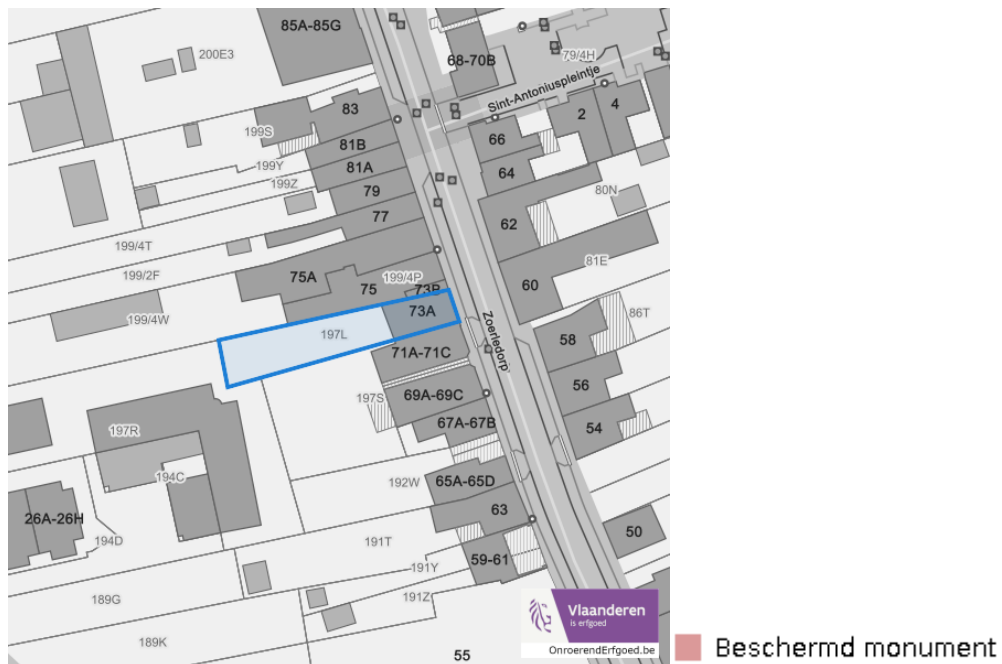 85A-85G
200E3
68-70B
79/4H
Sint-Antoniuspleintje
83
2
4
199S
81B
66
81A
199Y
64
199Z
79
80N
77
62
199/4T
81E
199/2F
75A
199/4P
60
75
73B
86T
199/4W
73A
197L
Zoerledorp
58
71A-71C
56
197S
69A-69C
67A-67B
54
197R
194C
192W
65A-65D
63
26A-26H
50
194D
191T
59-61
191Y
189G
191Z
189K
55
Vlaanderen
is erfgoed
OnroerendErfgoed.be
Beschermd monument